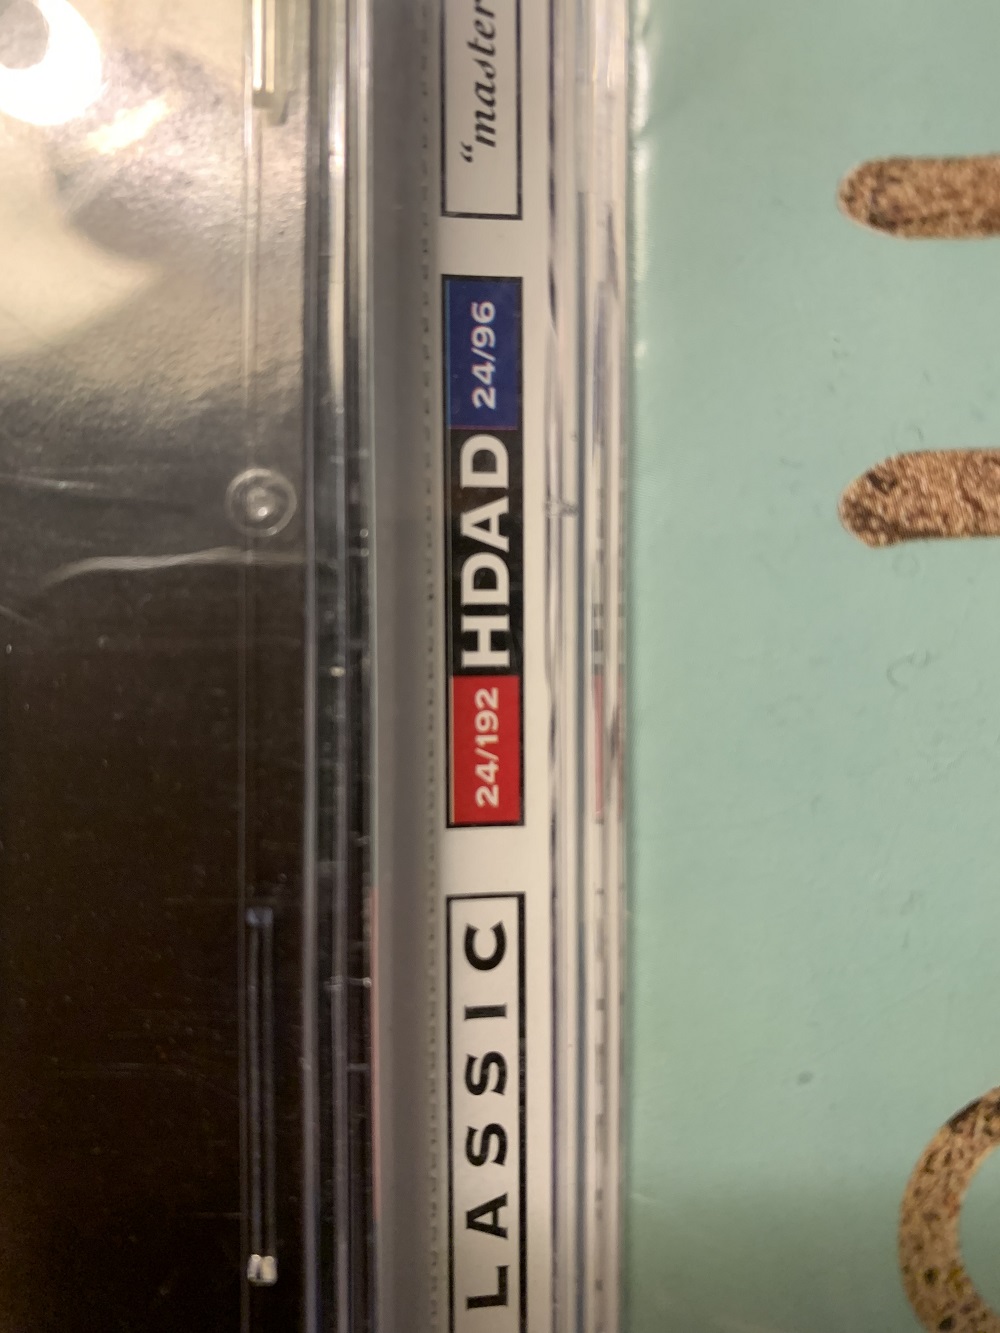 LASSIC
24/192 HDAD 24/96
"master